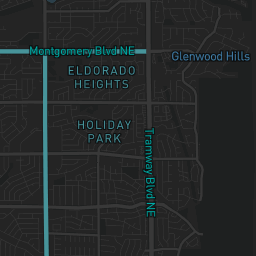 Montgomery Blvd NE
Glenwood Hills
ELDORADO
HEIGHTS
HOLIDAY
PARK
Tramway Blvd NE